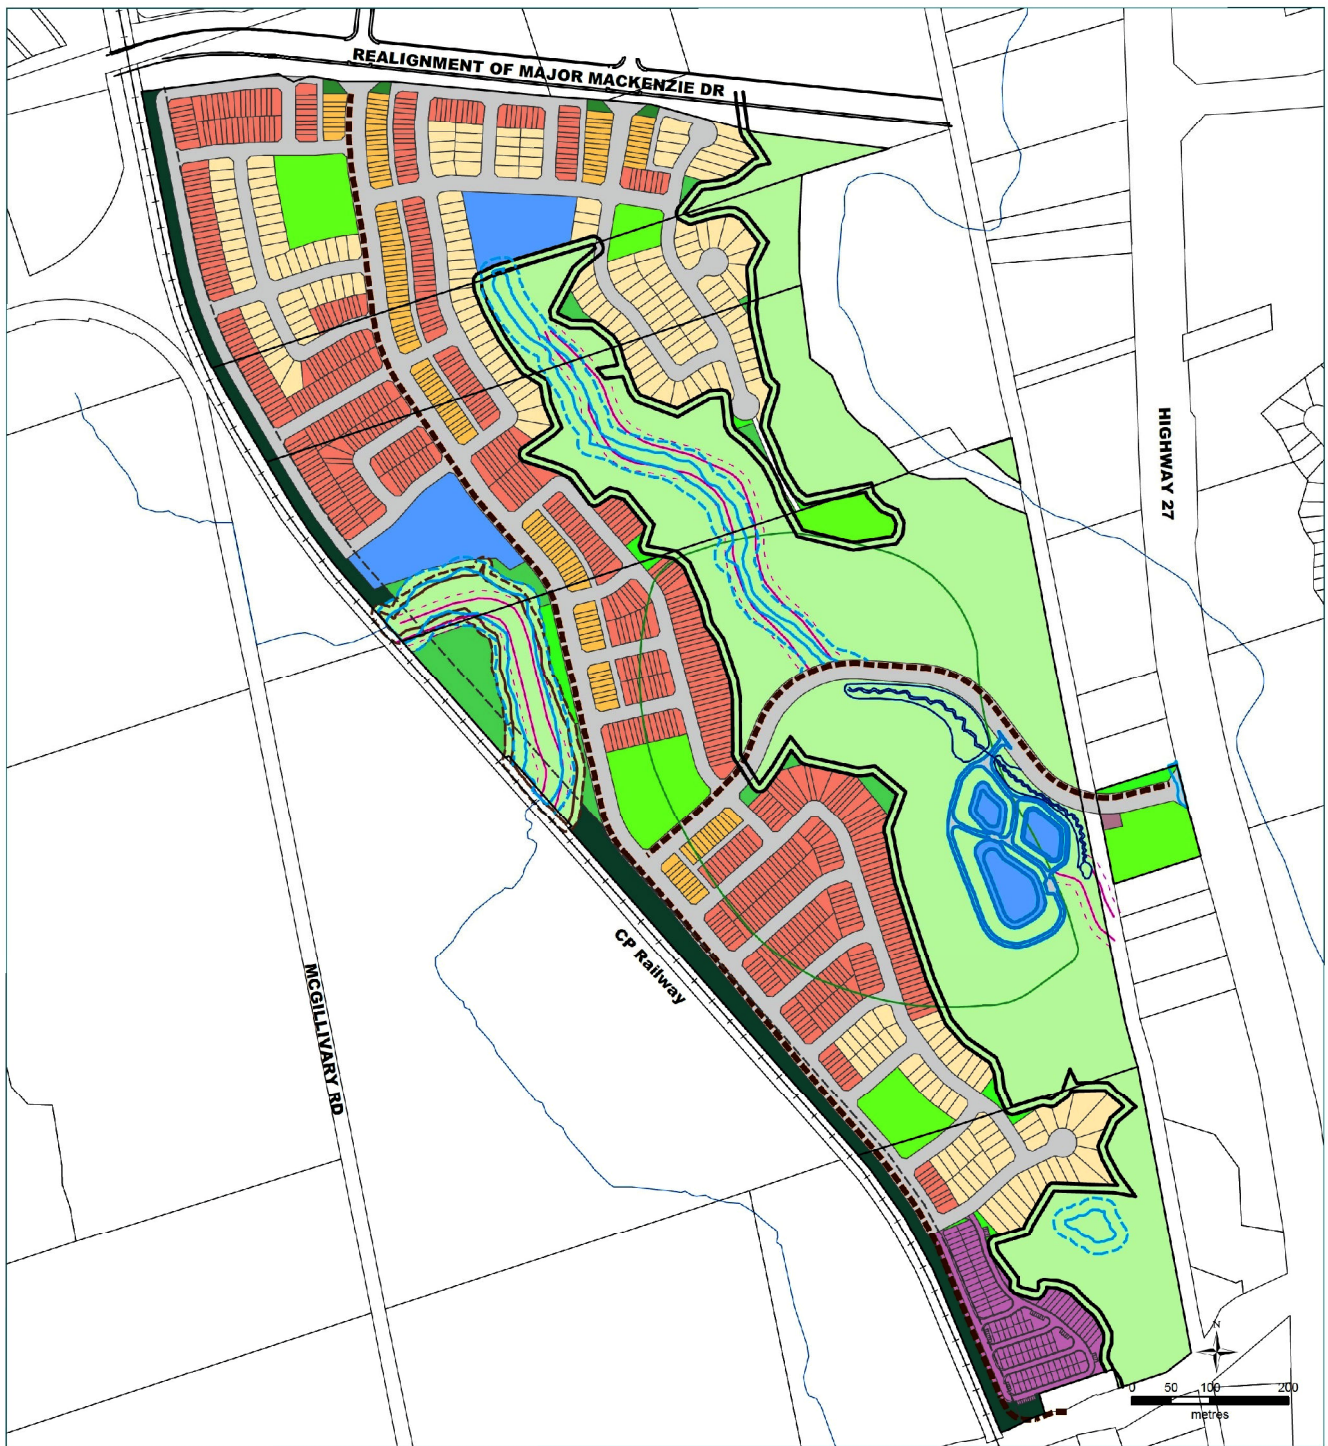 REALIGNMENT OF MAJOR MACKENZIE DR
HIGHWAY 27
CP Railway
MCGILLIVARY RD
N
0 50 100 200
metres